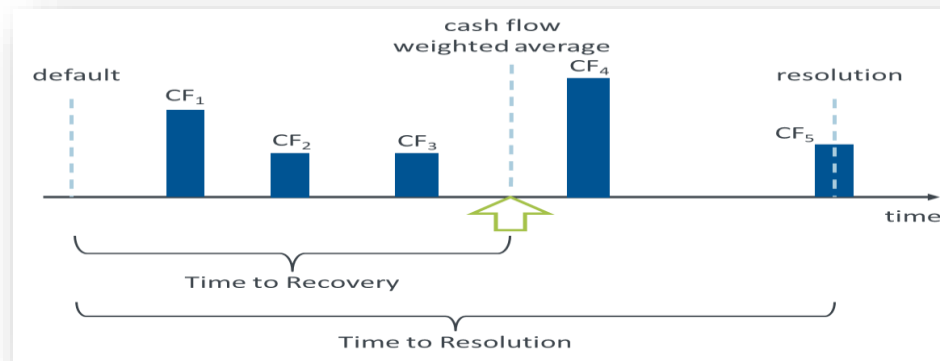 cash flow
weighted average
default
resolution
CF₁
CF₂
CF₃
CF₄
CF₅
time
Time to Recovery
Time to Resolution